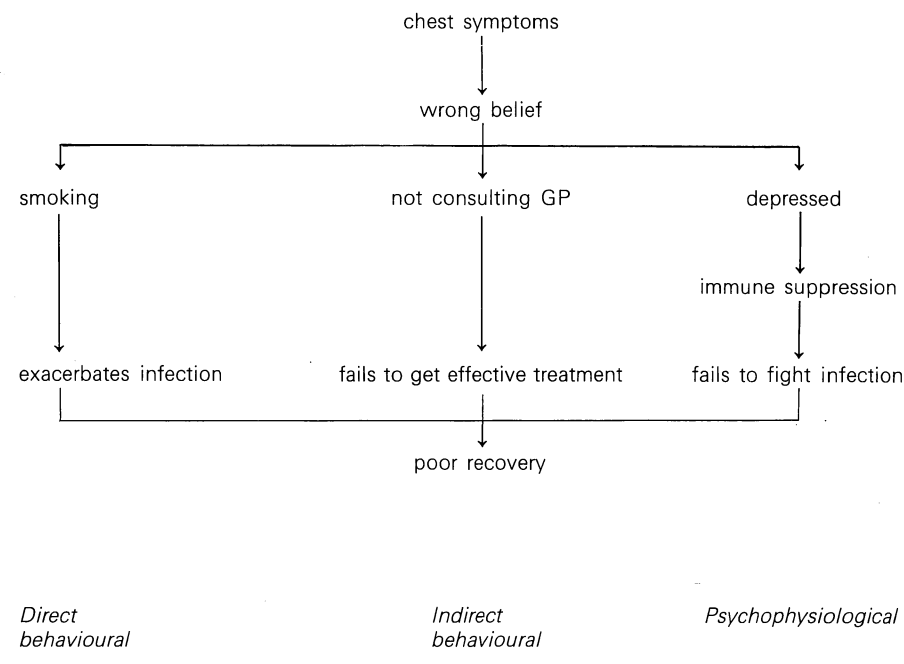 chest symptoms
wrong belief
smoking
not consulting GP
depressed
immune suppression
exacerbates infection
fails to get effective treatment
fails to fight infection
poor recovery
Direct
behavioural
Indirect
behavioural
Psychophysiological